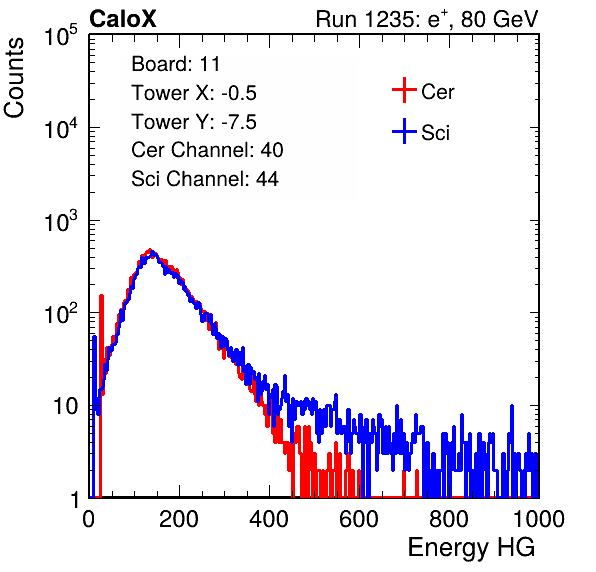 CaloX Run 1235: e⁺, 80 GeV
Counts
Board: 11
Tower X: -0.5
Tower Y: -7.5
Cer Channel: 40
Sci Channel: 44
Cer
Sci
10⁵
10⁴
10³
10²
10
1
0 200 400 600 800 1000
Energy HG